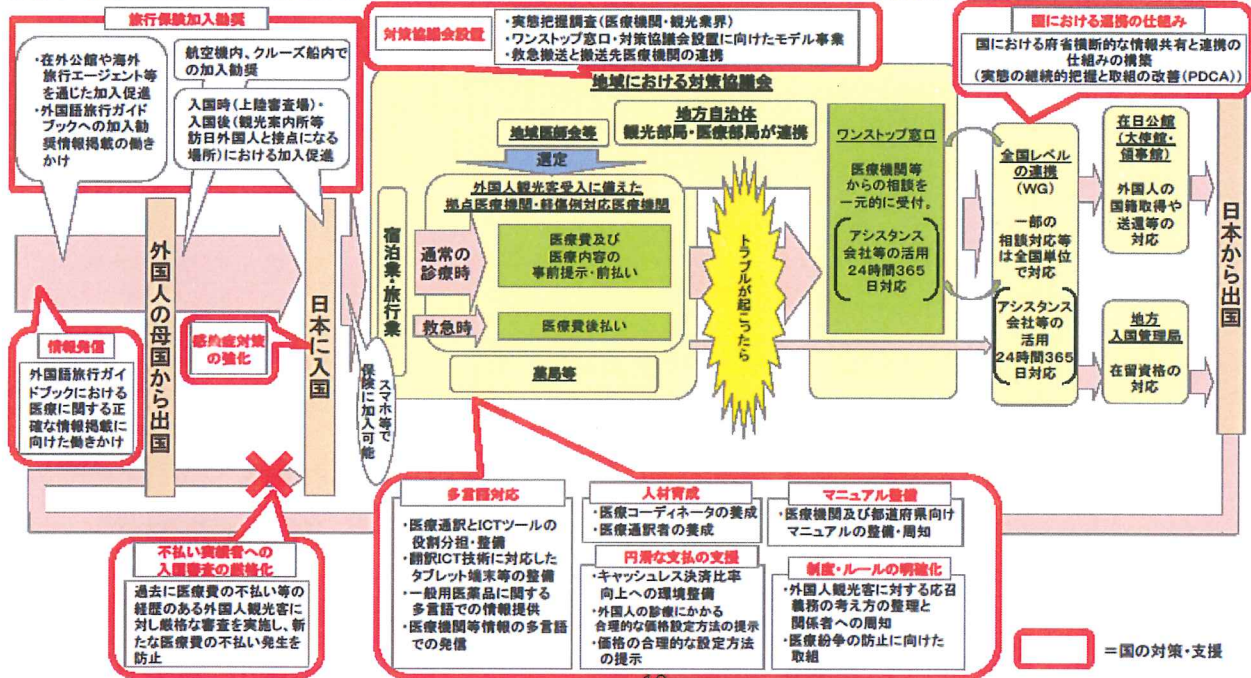 旅行保険加入勧奨
・在外公館や海外
旅行エージェント等
を通じた加入促進
・外国語旅行ガイド
ブックへの加入勧
奨情報掲載の働き
かけ
航空機内、クルーズ船内で
の加入勧奨
入国時(上陸審査場)・
入国後(観光案内所等
訪日外国人と接点になる
場所)における加入促進
対策協議会設置
・実態把握調査(医療機関・観光業界)
・ワンストップ窓口・対策協議会設置に向けたモデル事業
・救急搬送と搬送先医療機関の連携
国における連携の仕組み
国における府省横断的な情報共有と連携の
仕組みの構築
(実態の継続的把握と取組の改善(PDCA))
地域における対策協議会
地域医師会等
地方自治体
観光部局・医療部局が連携
選定
外国人観光客受入に備えた
拠点医療機関・軽傷例対応医療機関
宿泊業・旅行業
通常の
診療時
医療費及び
医療内容の
事前提示・前払い
救急時
医療費後払い
薬局等
トラブルが起こったら
ワンストップ窓口
医療機関等
からの相談を
一元的に受付。
アシスタンス
会社等の活用
24時間365
日対応
全国レベル
の連携
(WG)
一部の
相談対応等
は全国単位
で対応
アシスタンス
会社等の
活用
24時間365
日対応
在日公館
(大使館・
領事館)
外国人の
国籍取得や
送還等の
対応
地方
入国管理局
在留資格の
対応
日本から出国
外国人の母国から出国
日本に入国
感染症対策
の強化
スマホ等で
保険に加入可能
情報発信
外国語旅行ガイ
ドブックにおける
医療に関する正
確な情報掲載に
向けた働きかけ
不払い実績者への
入国審査の厳格化
過去に医療費の不払い等の
経歴のある外国人観光客に
対し厳格な審査を実施し、新
たな医療費の不払い発生を
防止
多言語対応
・医療通訳とICTツールの
役割分担・整備
・翻訳ICT技術に対応した
タブレット端末等の整備
・一般用医薬品に関する
多言語での情報提供
・医療機関等情報の多言語
での発信
人材育成
・医療コーディネータの養成
・医療通訳者の養成
円滑な支払の支援
・キャッシュレス決済比率
向上への環境整備
・外国人の診療にかかる
合理的な価格設定方法の提示
・価格の合理的な設定方法
の提示
マニュアル整備
・医療機関及び都道府県向け
マニュアルの整備・周知
制度・ルールの明確化
・外国人観光客に対する応召
義務の考え方の整理と
関係者への周知
・医療紛争の防止に向けた
取組
=国の対策・支援